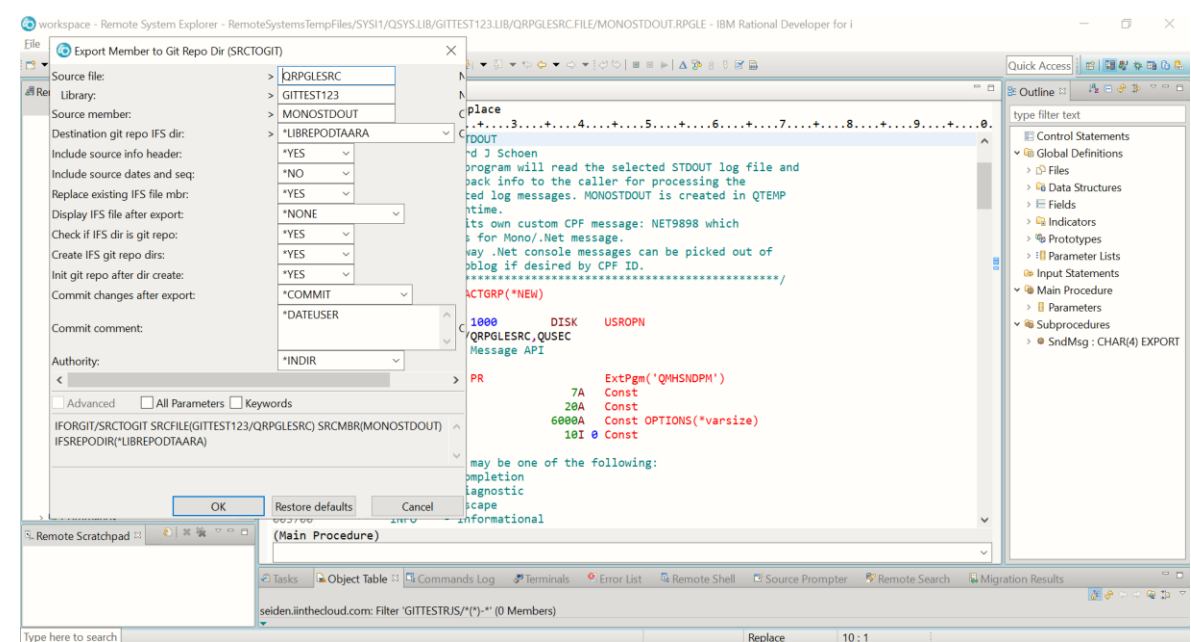 workspace - Remote System Explorer - RemoteSystemsTempFiles/SYSI1/QSYS.LIB/GITTEST123.LIB/QRPGLESRC.FILE/MONOSTDOUT.RPGLE - IBM Rational Developer for i
File
Export Member to Git Repo Dir (SRCTOGIT)
Quick Access
Source file: > QRPGLESRC
Library: > GITTEST123
Source member: > MONOSTDOUT
Destination git repo IFS dir: > *LIBREPODTAARA
Include source info header: *YES
Include source dates and seq: *NO
Replace existing IFS file mbr: *YES
Display IFS file after export: *NONE
Check if IFS dir is git repo: *YES
Create IFS git repo dirs: *YES
Init git repo after dir create: *YES
Commit changes after export: *COMMIT
Commit comment: *DATEUSER
Authority: *INDIR
Advanced All Parameters Keywords
IFORGIT/SRCTOGIT SRCFILE(GITTEST123/QRPGLESRC) SRCMBR(MONOSTDOUT)
IFSREPODIR(*LIBREPODTAARA)
OK Restore defaults Cancel
place
..+....3....+....4....+....5....+....6....+....7....+....8....+....9....+....0.
TDOUT
rd J Schoen
program will read the selected STDOUT log file and
back info to the caller for processing the
ted log messages. MONOSTDOUT is created in QTEMP
ntime.
its own custom CPF message: NET9898 which
s for Mono/.Net message.
way .Net console messages can be picked out of
oblog if desired by CPF ID.
*******************************************/
ACTGRP(*NEW)
1000 DISK USROPN
/QRPGLESRC,QUSEC
Message API
PR ExtPgm('QMHSNDPM')
7A Const
20A Const
6000A Const OPTIONS(*varsize)
10I 0 Const
may be one of the following:
ompletion
iagnostic
scape
003700 INFO - Informational
(Main Procedure)
Outline
type filter text
Control Statements
Global Definitions
Files
Data Structures
Fields
Indicators
Prototypes
Parameter Lists
Input Statements
Main Procedure
Parameters
Subprocedures
SndMsg : CHAR(4) EXPORT
Remote Scratchpad
Tasks Object Table Commands Log Terminals Error List Remote Shell Source Prompter Remote Search Migration Results
seiden.iinthecloud.com: Filter 'GITTESTRJS/*(*)-*' (0 Members)
Type here to search
Replace 10 : 1